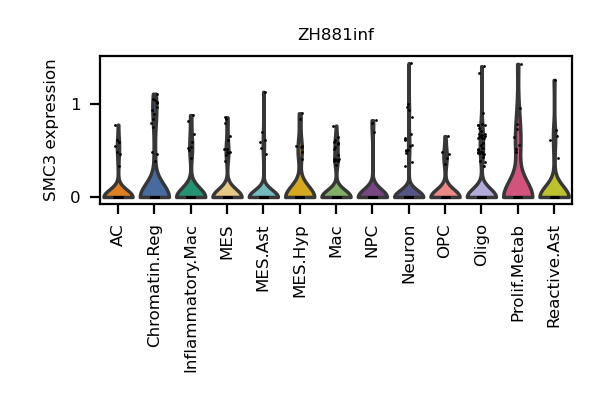 ZH881inf
SMC3 expression
1
0
AC
Chromatin.Reg
Inflammatory.Mac
MES
MES.Ast
MES.Hyp
Mac
NPC
Neuron
OPC
Oligo
Prolif.Metab
Reactive.Ast